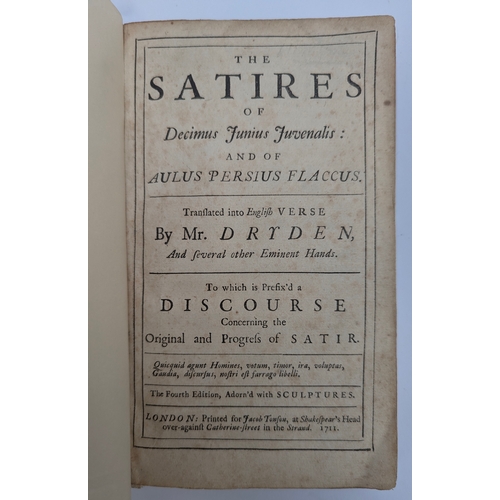 THE
SATIRES
OF
Decimus Junius Juvenalis:
AND OF
AULUS PERSIUS FLACCUS.
Tranſlated into Engliſh VERSE
By Mr. DRYDEN,
And ſeveral other Eminent Hands.
To which is Prefix'd a
DISCOURSE
Concerning the
Original and Progreſs of SATIR.
Quicquid agunt Homines, votum, timor, ira, voluptas,
Gaudia, diſcurſus, noſtri eſt farrago libelli.
The Fourth Edition, Adorn'd with SCULPTURES.
LONDON: Printed for Jacob Tonſon, at Shakeſpear's Head
over-againſt Catherine-ſtreet in the Strand. 1711.